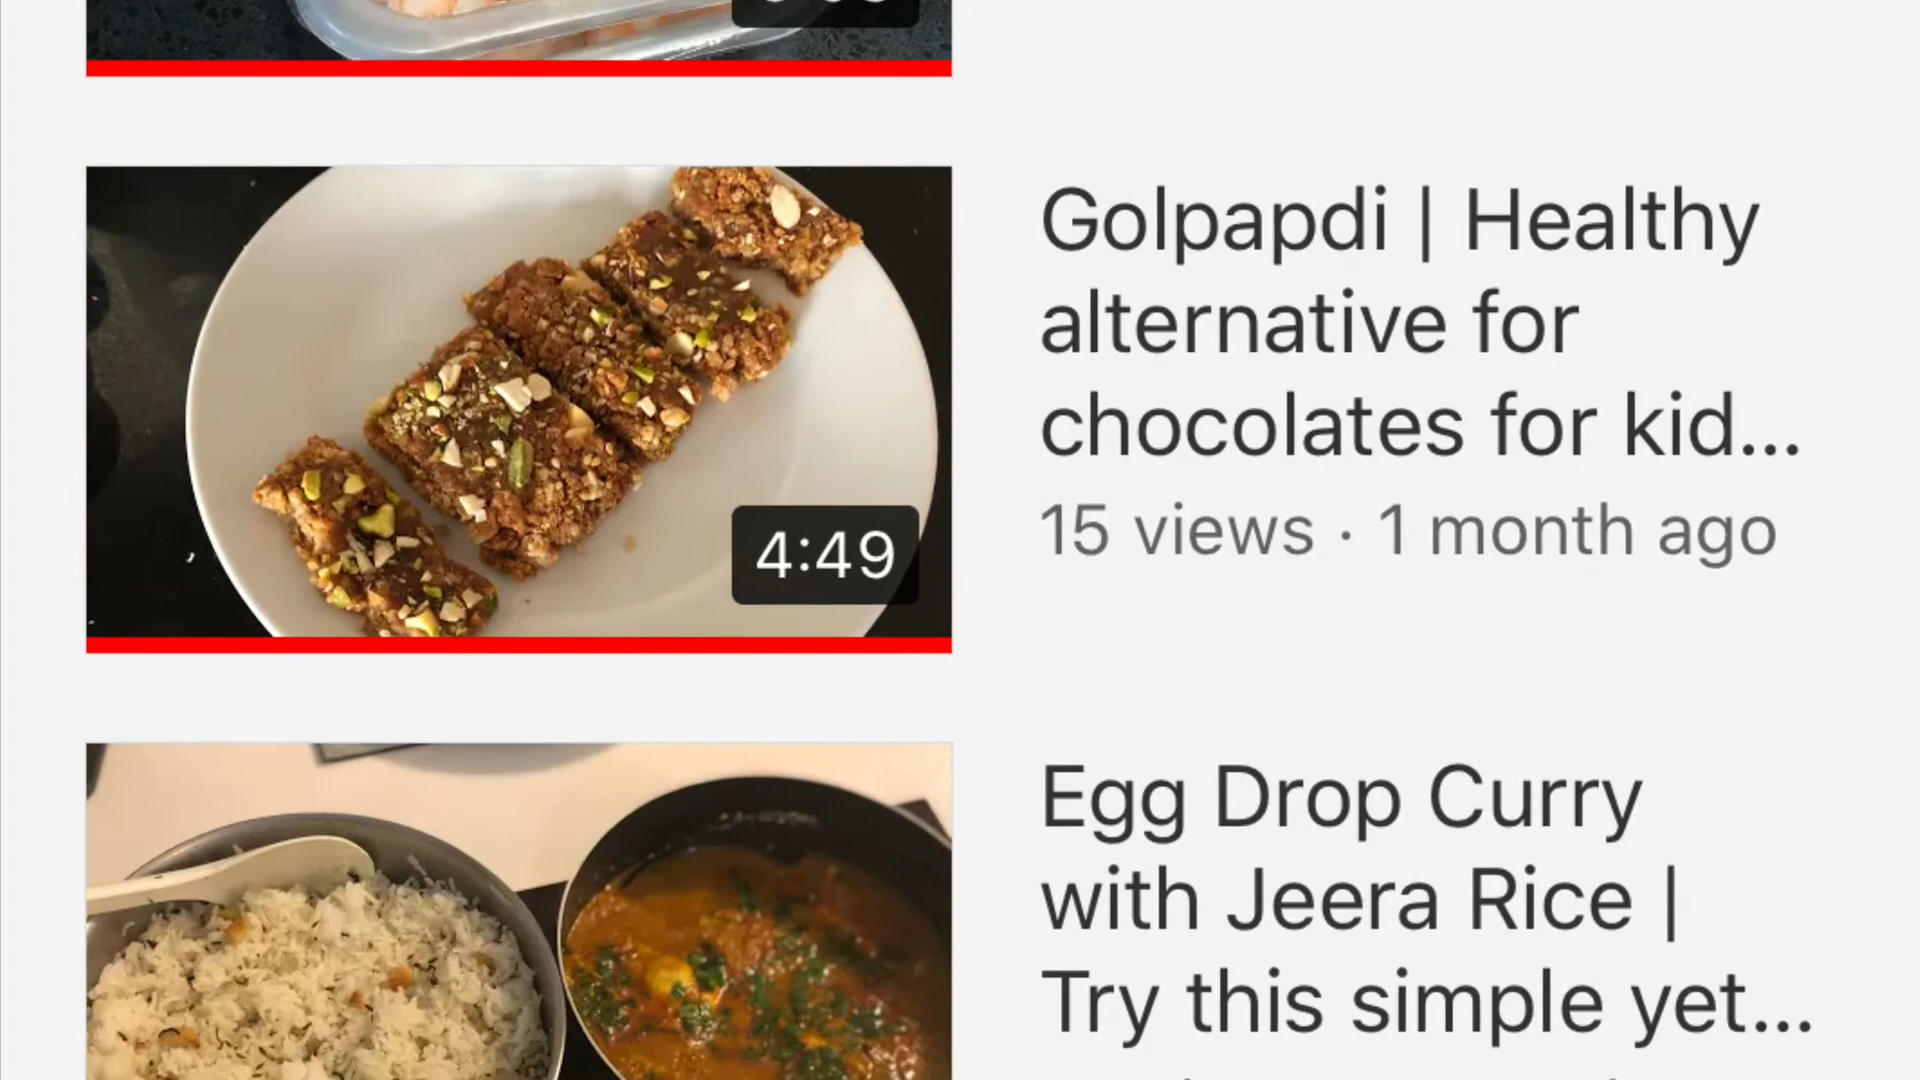 Golpapdi | Healthy
alternative for
chocolates for kid...
15 views · 1 month ago
4:49
Egg Drop Curry
with Jeera Rice |
Try this simple yet...